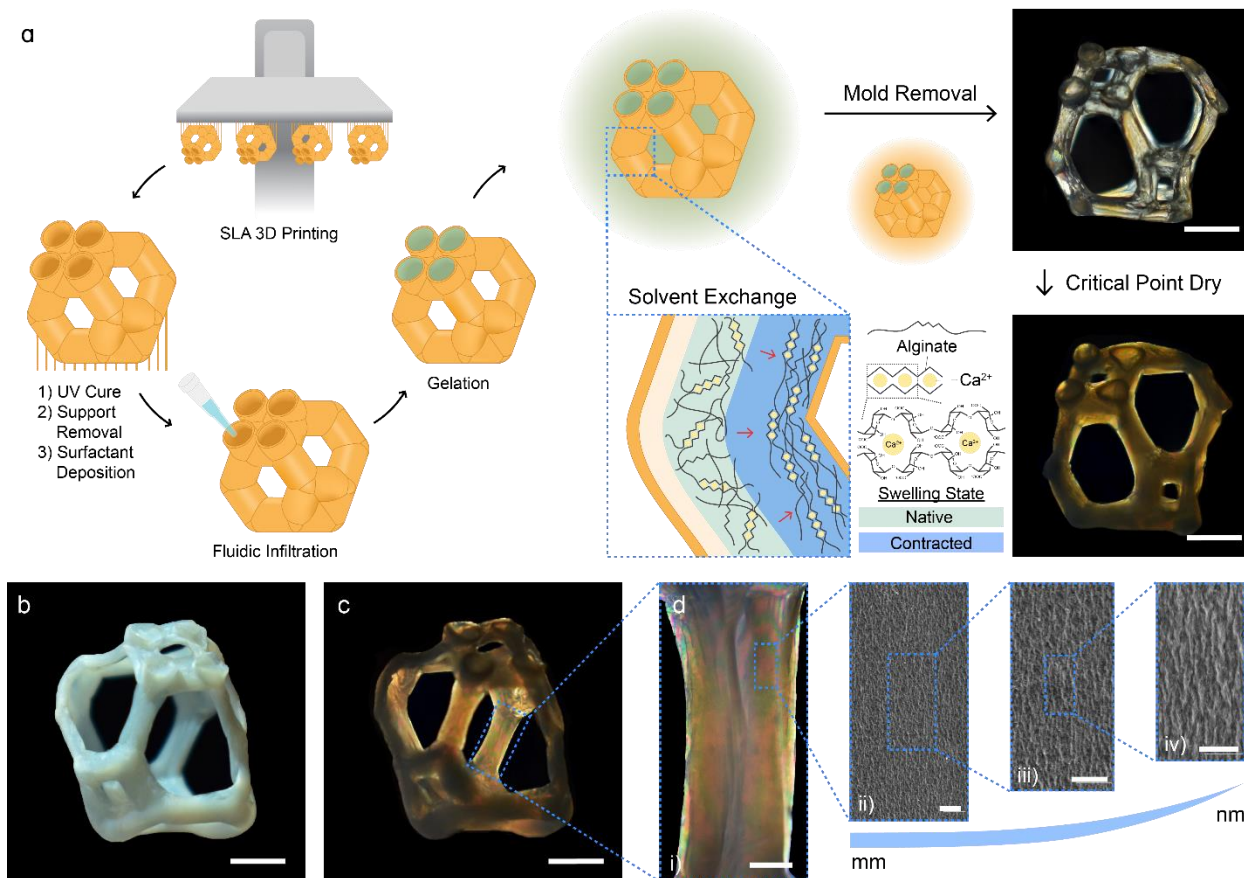 a
SLA 3D Printing
1) UV Cure
2) Support
Removal
3) Surfactant
Deposition
Fluidic Infiltration
Gelation
Mold Removal
Critical Point Dry
Solvent Exchange
Alginate
Ca²⁺
Ca²⁺
Ca²⁺
Swelling State
Native
Contracted
b
c
d
i)
ii)
iii)
iv)
mm
nm